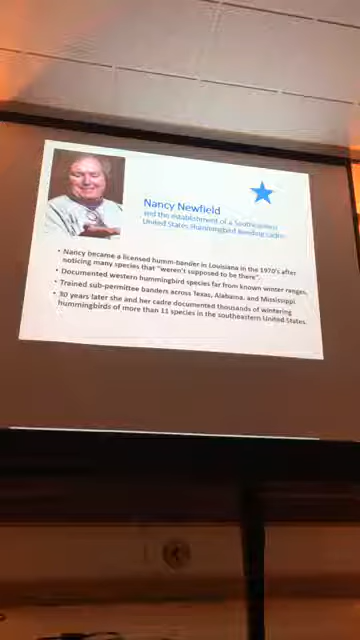 Nancy Newfield
and the establishment of a Southeastern
United States Hummingbird Banding cadre
• Nancy became a licensed humm-bander in Louisiana in the 1970's after
noticing many species that "weren't supposed to be there".
• Documented western hummingbird species far from known winter ranges.
• Trained sub-permittee banders across Texas, Alabama, and Mississippi
• 30 years later she and her cadre documented thousands of wintering
hummingbirds of more than 11 species in the southeastern United States.